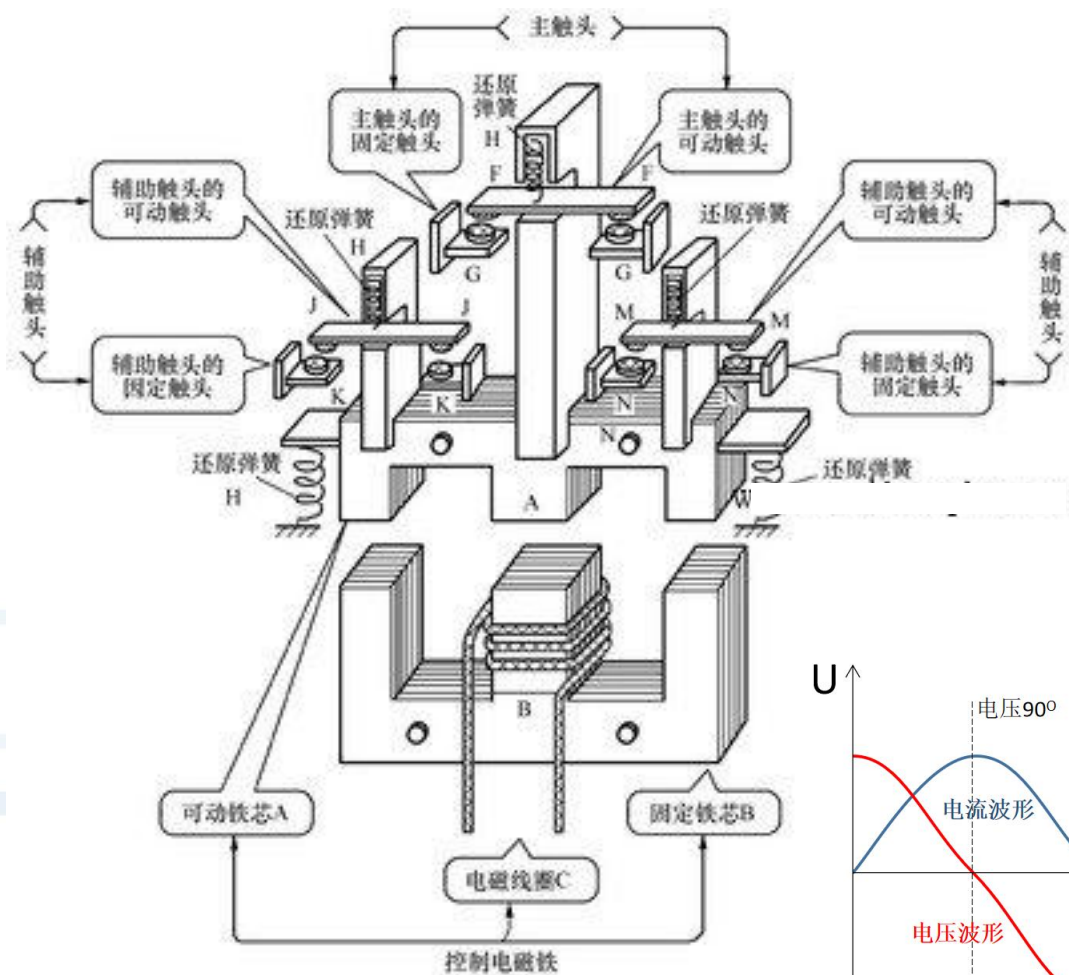 主触头
还原
弹簧
H
主触头的
固定触头
主触头的
可动触头
F
F
辅助触头的
可动触头
还原弹簧
H
还原弹簧
辅助触头的
可动触头
G
G
辅助触头
辅助触头
J
J
M
M
辅助触头的
固定触头
辅助触头的
固定触头
K
K
N
N
N
还原弹簧
H
A
还原弹簧
W
B
U
电压90°
电流波形
电压波形
可动铁芯A
固定铁芯B
电磁线圈C
控制电磁铁